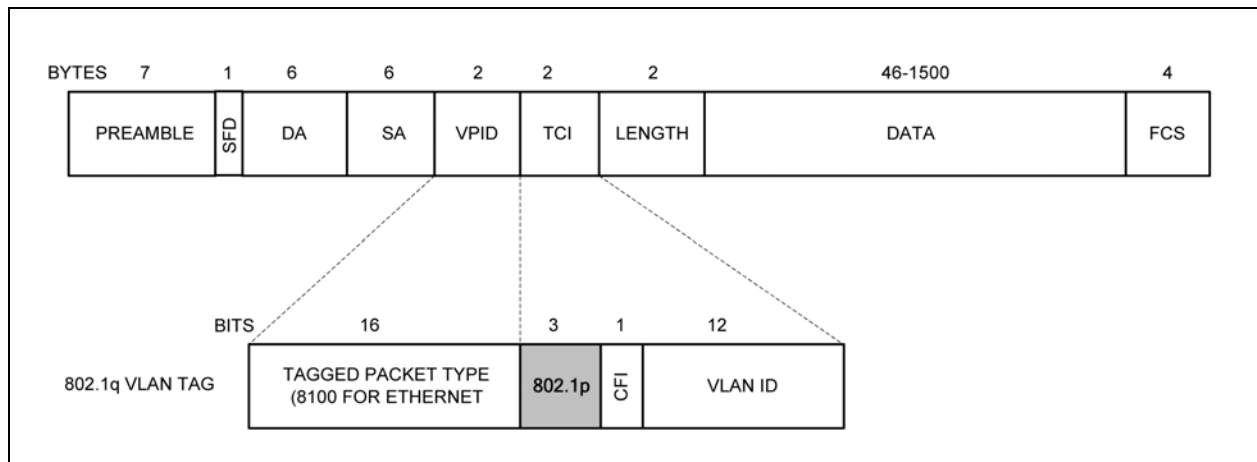 BYTES 7 1 6 6 2 2 2 46-1500 4
PREAMBLE SFD DA SA VPID TCI LENGTH DATA FCS
BITS 16 3 1 12
802.1q VLAN TAG
TAGGED PACKET TYPE
(8100 FOR ETHERNET
802.1p CFI VLAN ID